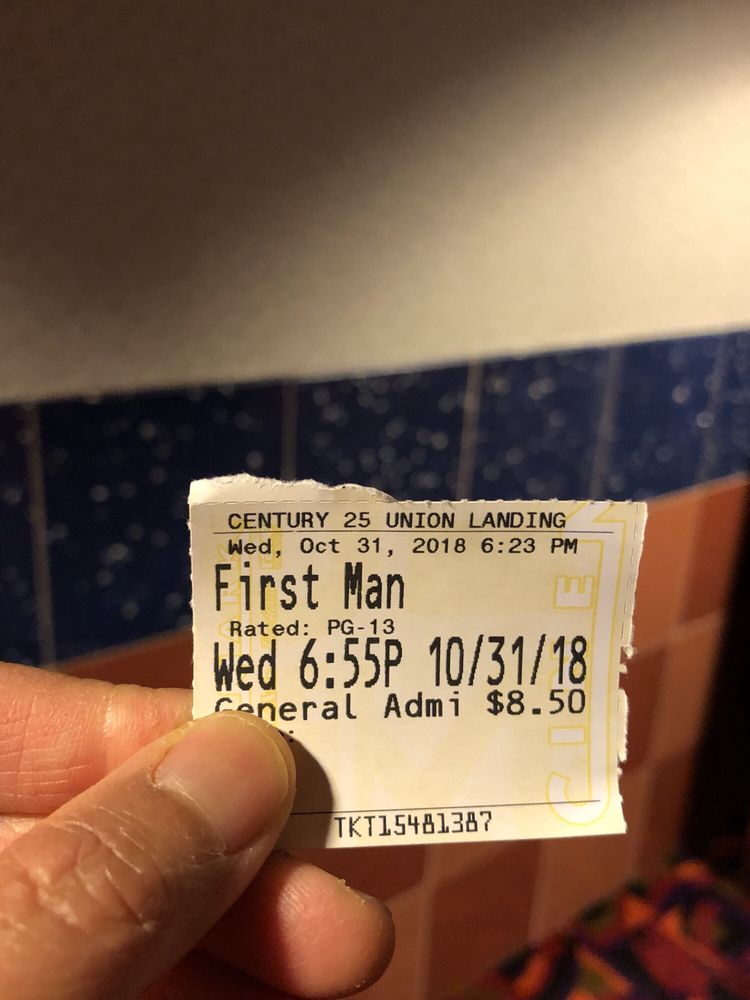 CENTURY 25 UNION LANDING
Wed, Oct 31, 2018 6:23 PM
First Man
Rated: PG-13
Wed 6:55P 10/31/18
General Admi $8.50
TKT15481387